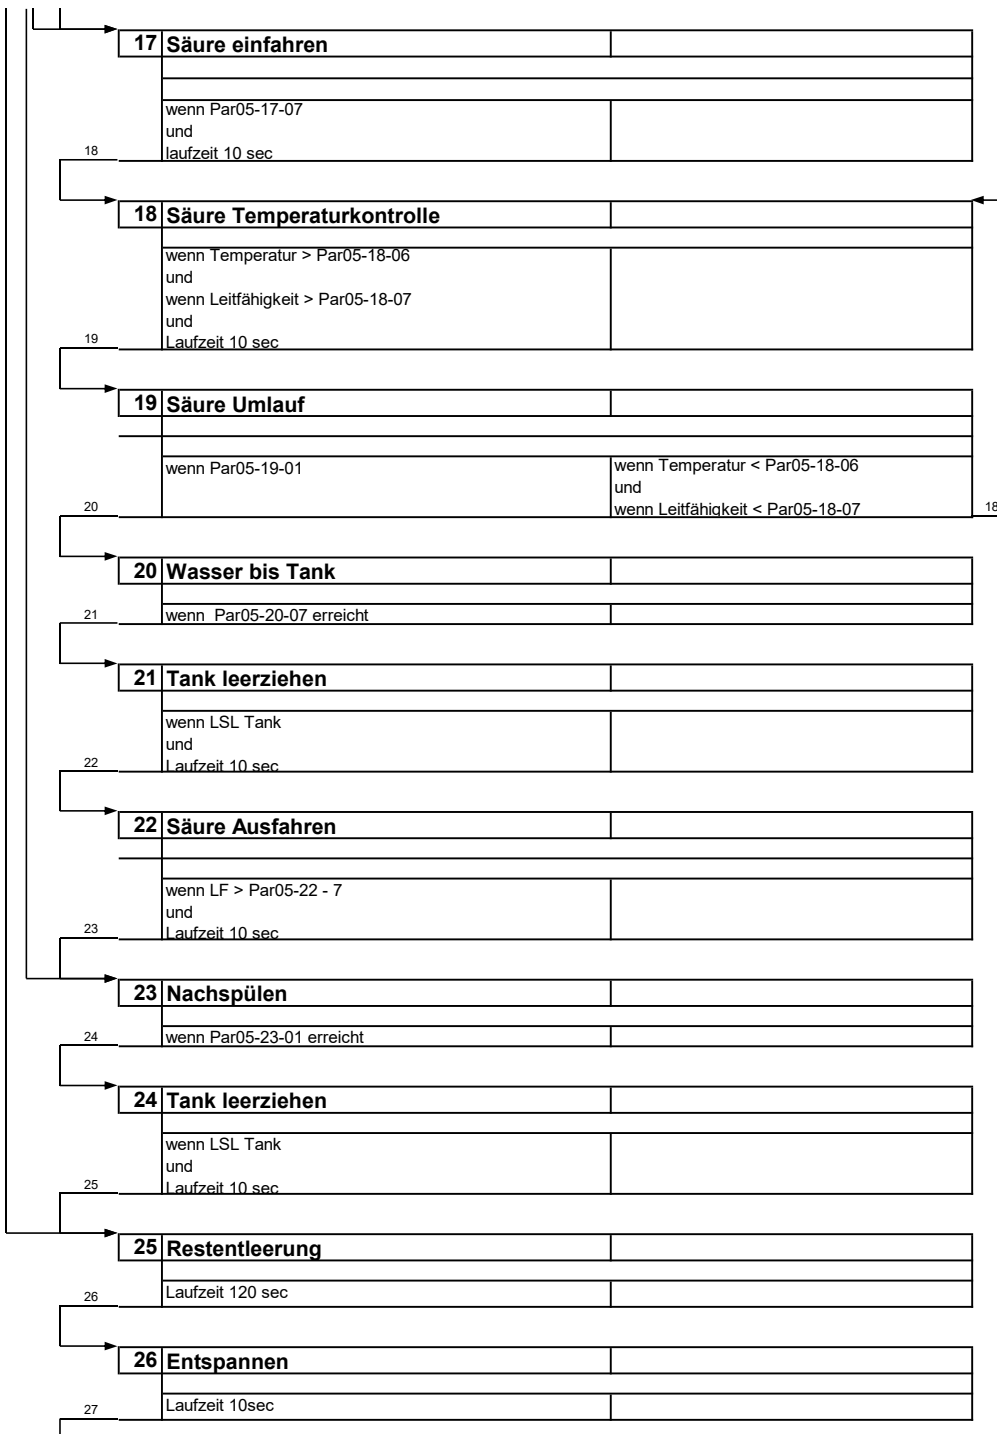 17 Säure einfahren
wenn Par05-17-07
und
18 laufzeit 10 sec
18 Säure Temperaturkontrolle
wenn Temperatur > Par05-18-06
und
wenn Leitfähigkeit > Par05-18-07
und
19 Laufzeit 10 sec
19 Säure Umlauf
wenn Par05-19-01 wenn Temperatur < Par05-18-06
und
20 wenn Leitfähigkeit < Par05-18-07 18
20 Wasser bis Tank
21 wenn  Par05-20-07 erreicht
21 Tank leerziehen
wenn LSL Tank
und
22 Laufzeit 10 sec
22 Säure Ausfahren
wenn LF > Par05-22 - 7
und
23 Laufzeit 10 sec
23 Nachspülen
24 wenn Par05-23-01 erreicht
24 Tank leerziehen
wenn LSL Tank
und
25 Laufzeit 10 sec
25 Restentleerung
26 Laufzeit 120 sec
26 Entspannen
27 Laufzeit 10sec